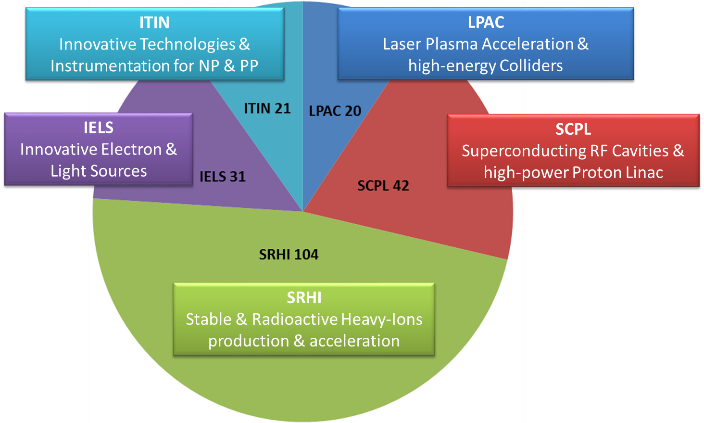 ITIN
Innovative Technologies &
Instrumentation for NP & PP
LPAC
Laser Plasma Acceleration &
high-energy Colliders
ITIN 21
LPAC 20
IELS
Innovative Electron &
Light Sources
SCPL
Superconducting RF Cavities &
high-power Proton Linac
IELS 31
SCPL 42
SRHI 104
SRHI
Stable & Radioactive Heavy-Ions
production & acceleration